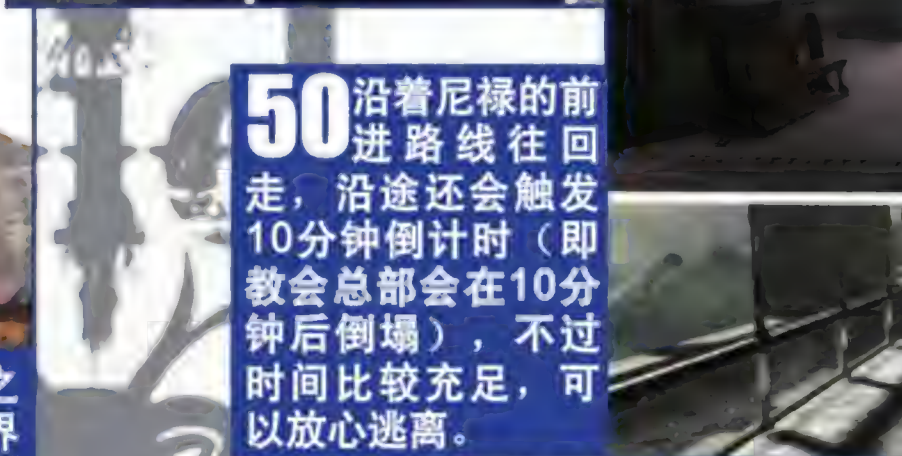 50沿着尼禄的前
进路线往回
走，沿途还会触发
10分钟倒计时（即
教会总部会在10分
钟后倒塌），不过
时间比较充足，可
以放心逃离。
之
界